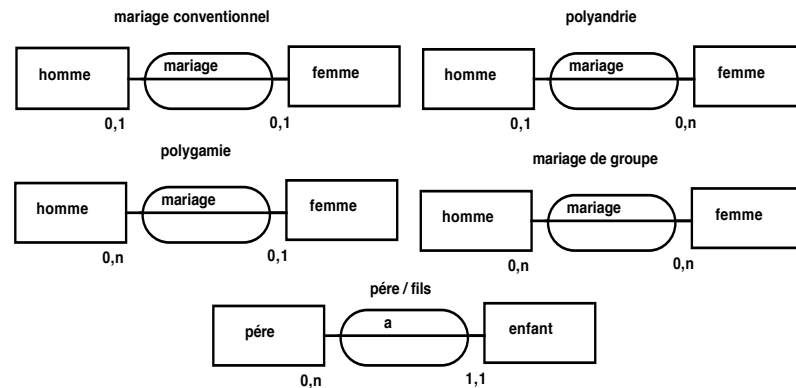 mariage conventionnel
homme
mariage
femme
0,1
0,1
polyandrie
homme
mariage
femme
0,1
0,n
polygamie
homme
mariage
femme
0,n
0,1
mariage de groupe
homme
mariage
femme
0,n
0,n
pére / fils
pére
a
enfant
0,n
1,1